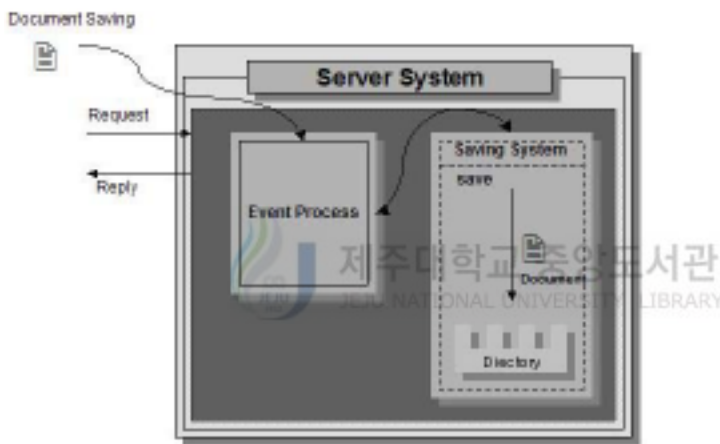 Document Saving
Server System
Request
Reply
Event Process
Saving System
save
Document
Directory
제주대학교 중앙도서관
JEJU NATIONAL UNIVERSITY LIBRARY